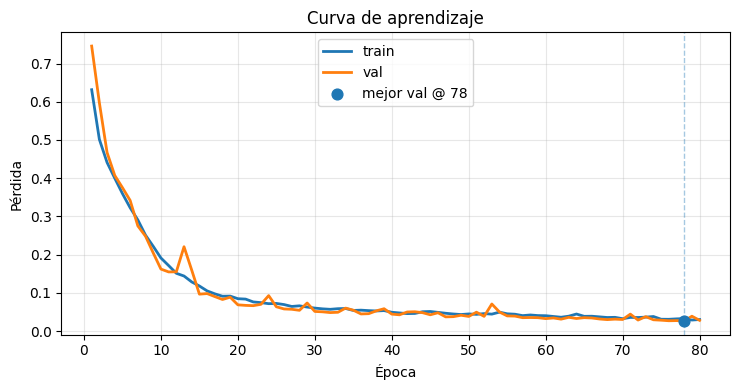 Curva de aprendizaje
train
val
mejor val @ 78
Pérdida
0.7
0.6
0.5
0.4
0.3
0.2
0.1
0.0
0 10 20 30 40 50 60 70 80
Época